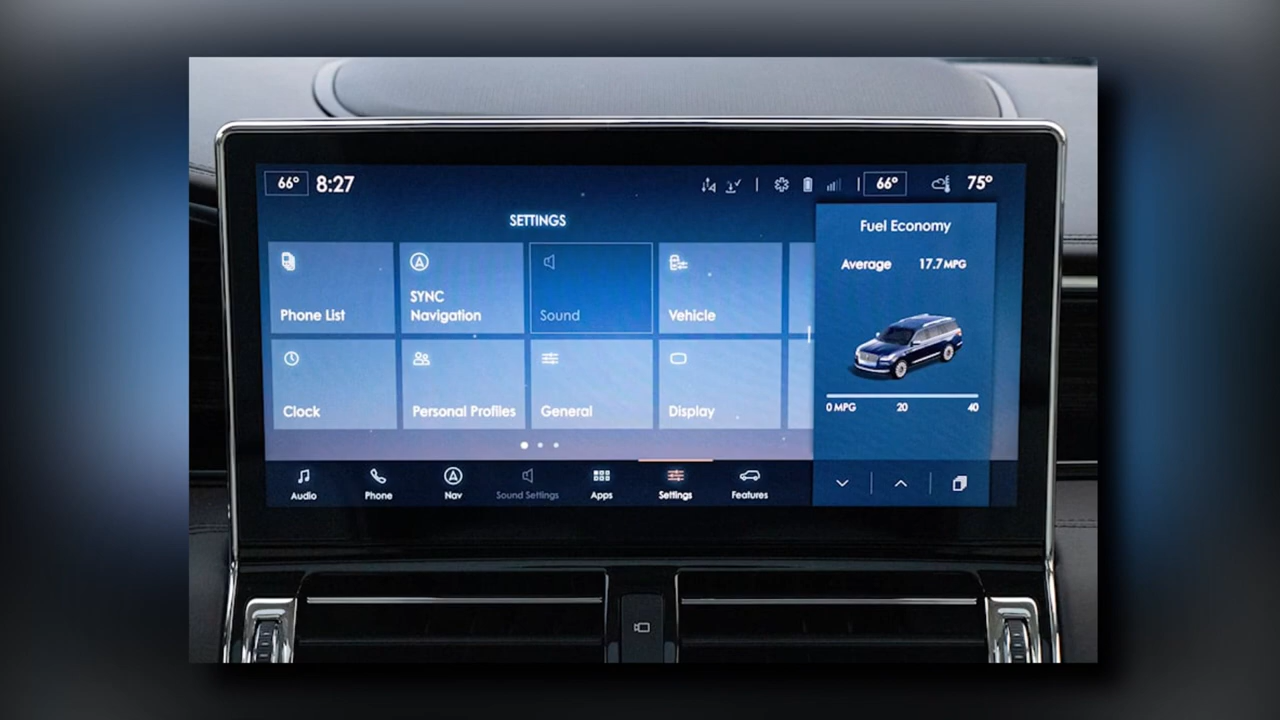 66° 8:27
66° 75°
SETTINGS
Phone List
SYNC
Navigation
Sound
Vehicle
Clock
Personal Profiles
General
Display
Fuel Economy
Average 17.7 MPG
0 MPG 20 40
Audio
Phone
Nav
Sound Settings
Apps
Settings
Features